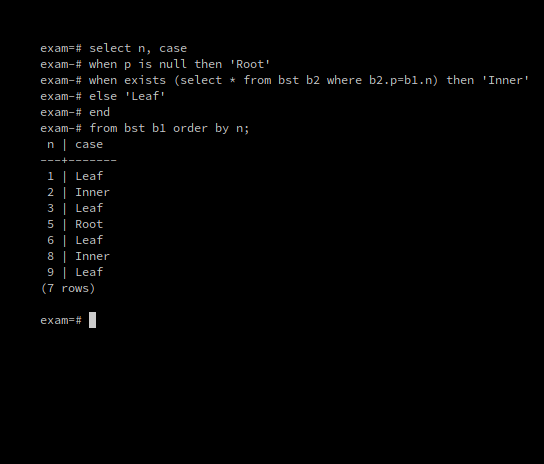 exam=# select n, case
exam-# when p is null then 'Root'
exam-# when exists (select * from bst b2 where b2.p=b1.n) then 'Inner'
exam-# else 'Leaf'
exam-# end
exam-# from bst b1 order by n;
 n | case
---+-------
 1 | Leaf
 2 | Inner
 3 | Leaf
 5 | Root
 6 | Leaf
 8 | Inner
 9 | Leaf
(7 rows)
exam=#